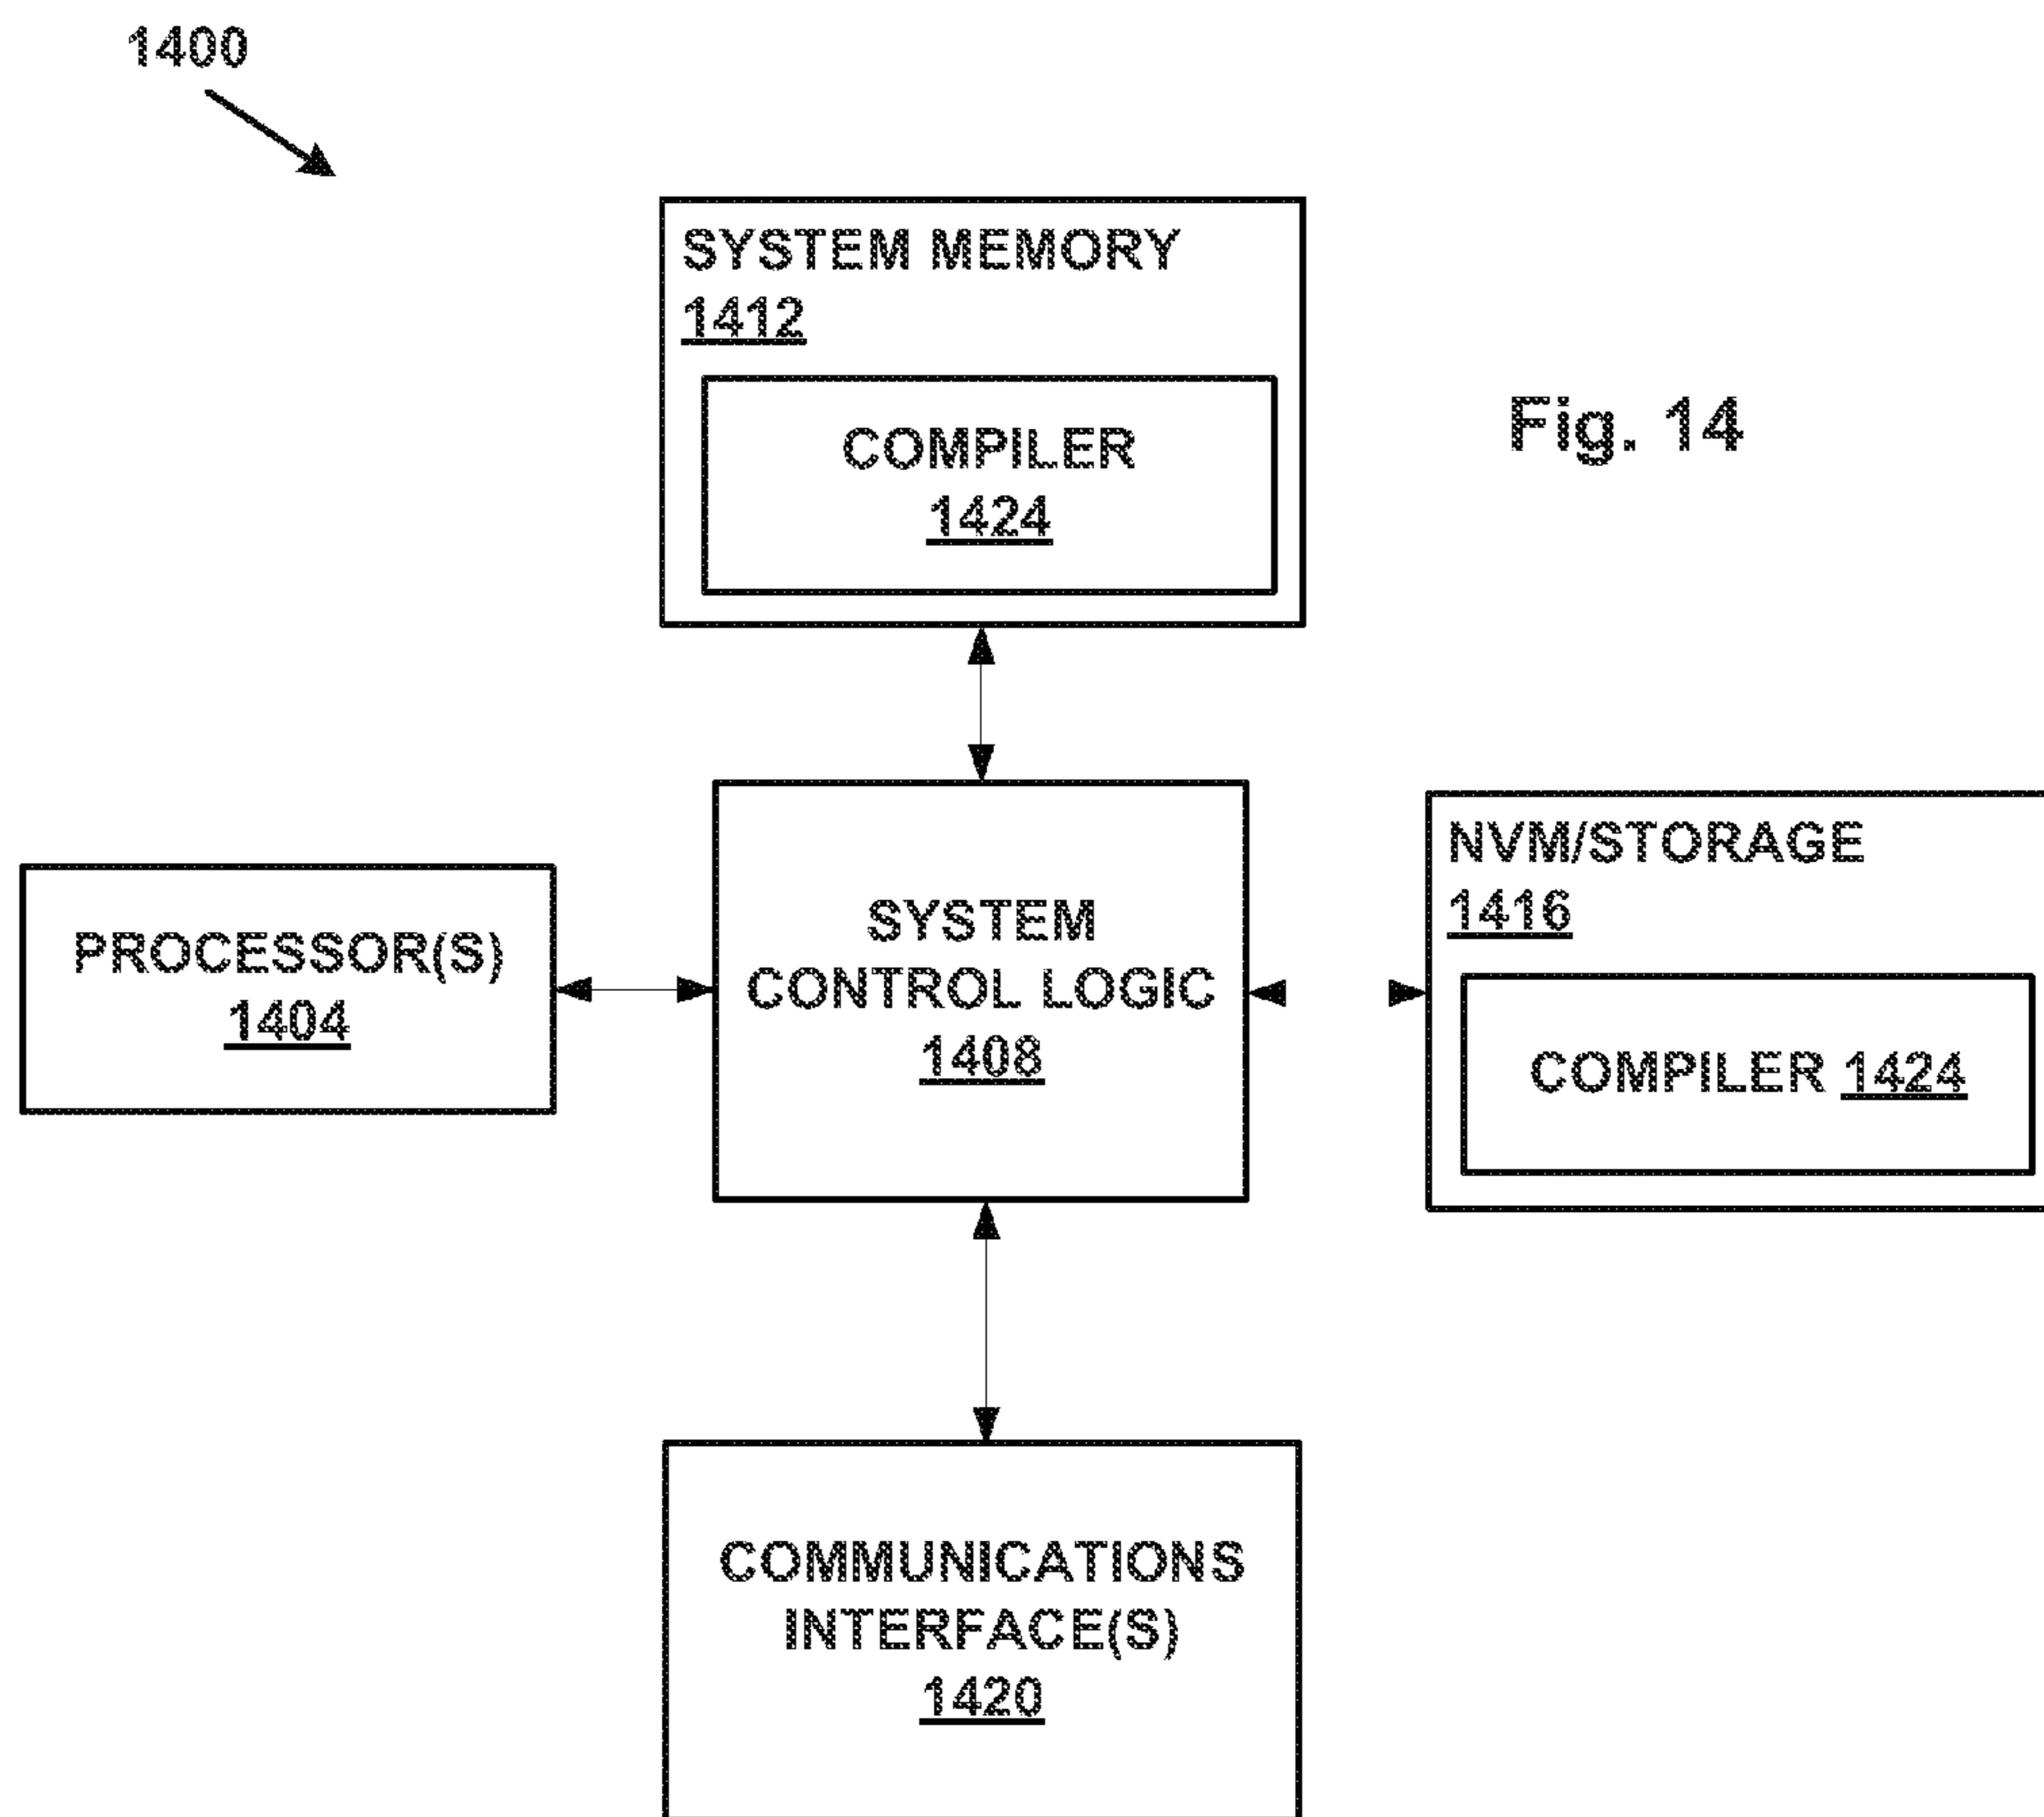 1400
SYSTEM MEMORY
1412
COMPILER
1424
Fig. 14
PROCESSOR(S)
1404
SYSTEM
CONTROL LOGIC
1408
NVM/STORAGE
1416
COMPILER 1424
COMMUNICATIONS
INTERFACE(S)
1420